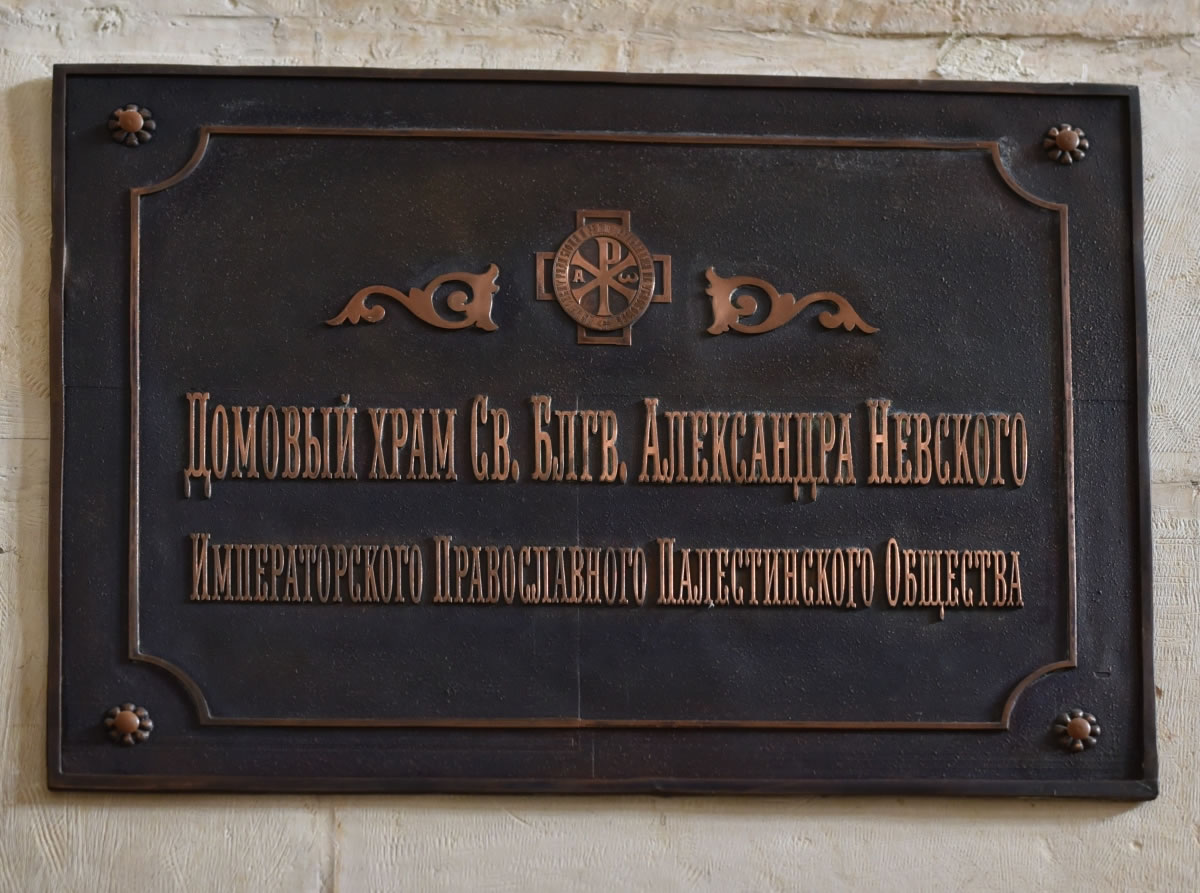 Ρ
Α ω
Домовый храм Св. Блгв. Александра Невского
Императорского Православного Палестинского Общества